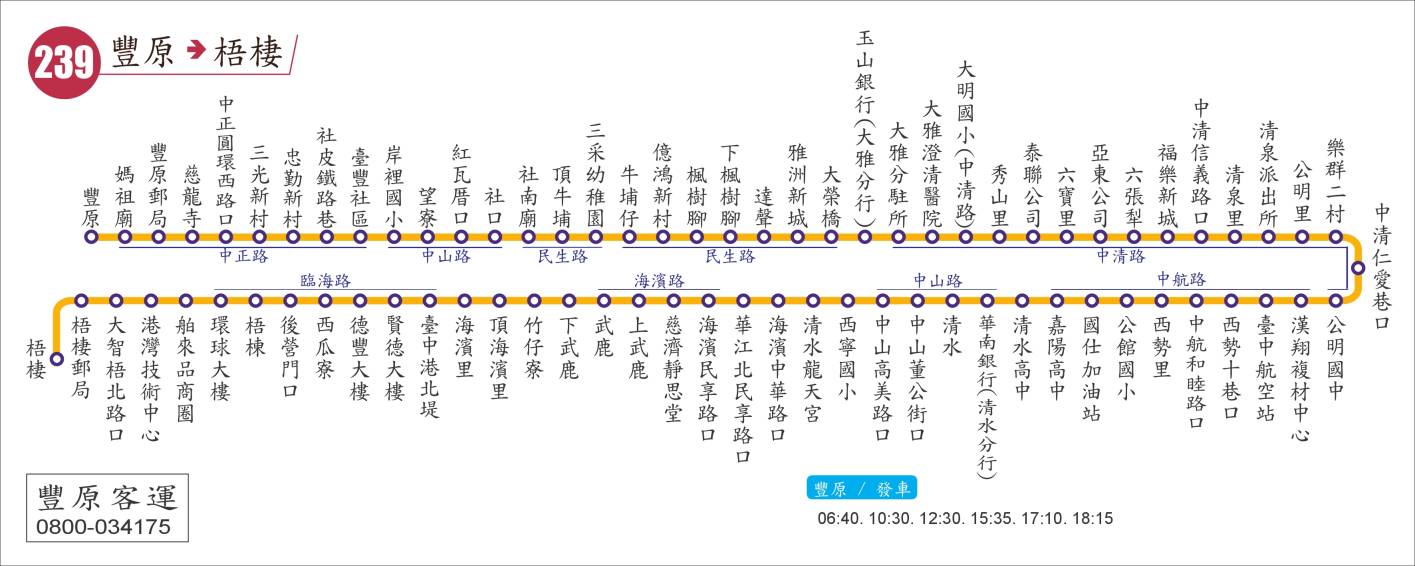 239 豐原 → 梧棲
豐原
媽祖廟
豐原郵局
慈龍寺
中正圓環西路口
三光新村
忠勤新村
社皮鐵路巷
臺豐社區
岸裡國小
望寮
紅瓦厝口
社口
社南廟
頂牛埔
三采幼稚園
牛埔仔
億鴻新村
楓樹腳
下楓樹腳
達聲
雅洲新城
大榮橋
玉山銀行(大雅分行)
大雅分駐所
大雅澄清醫院
大明國小(中清路)
秀山里
泰聯公司
六寶里
亞東公司
六張犁
福樂新城
中清信義路口
清泉里
清泉派出所
公明里
樂群二村
中清仁愛巷口
中正路
中山路
民生路
民生路
中清路
臨海路
海濱路
中山路
中航路
梧棲
梧棲郵局
大智梧北路口
港灣技術中心
舶來品商圈
環球大樓
梧棟
後營門口
西瓜寮
德豐大樓
賢德大樓
臺中港北堤
海濱里
頂海濱里
竹仔寮
下武鹿
武鹿
上武鹿
慈濟靜思堂
海濱民享路口
華江北民享路口
海濱中華路口
清水龍天宮
西寧國小
中山高美路口
中山董公街口
清水
華南銀行(清水分行)
清水高中
嘉陽高中
國仕加油站
公館國小
西勢里
中航和睦路口
西勢十巷口
臺中航空站
漢翔複材中心
公明國中
豐原客運
0800-034175
豐原 / 發車
06:40. 10:30. 12:30. 15:35. 17:10. 18:15